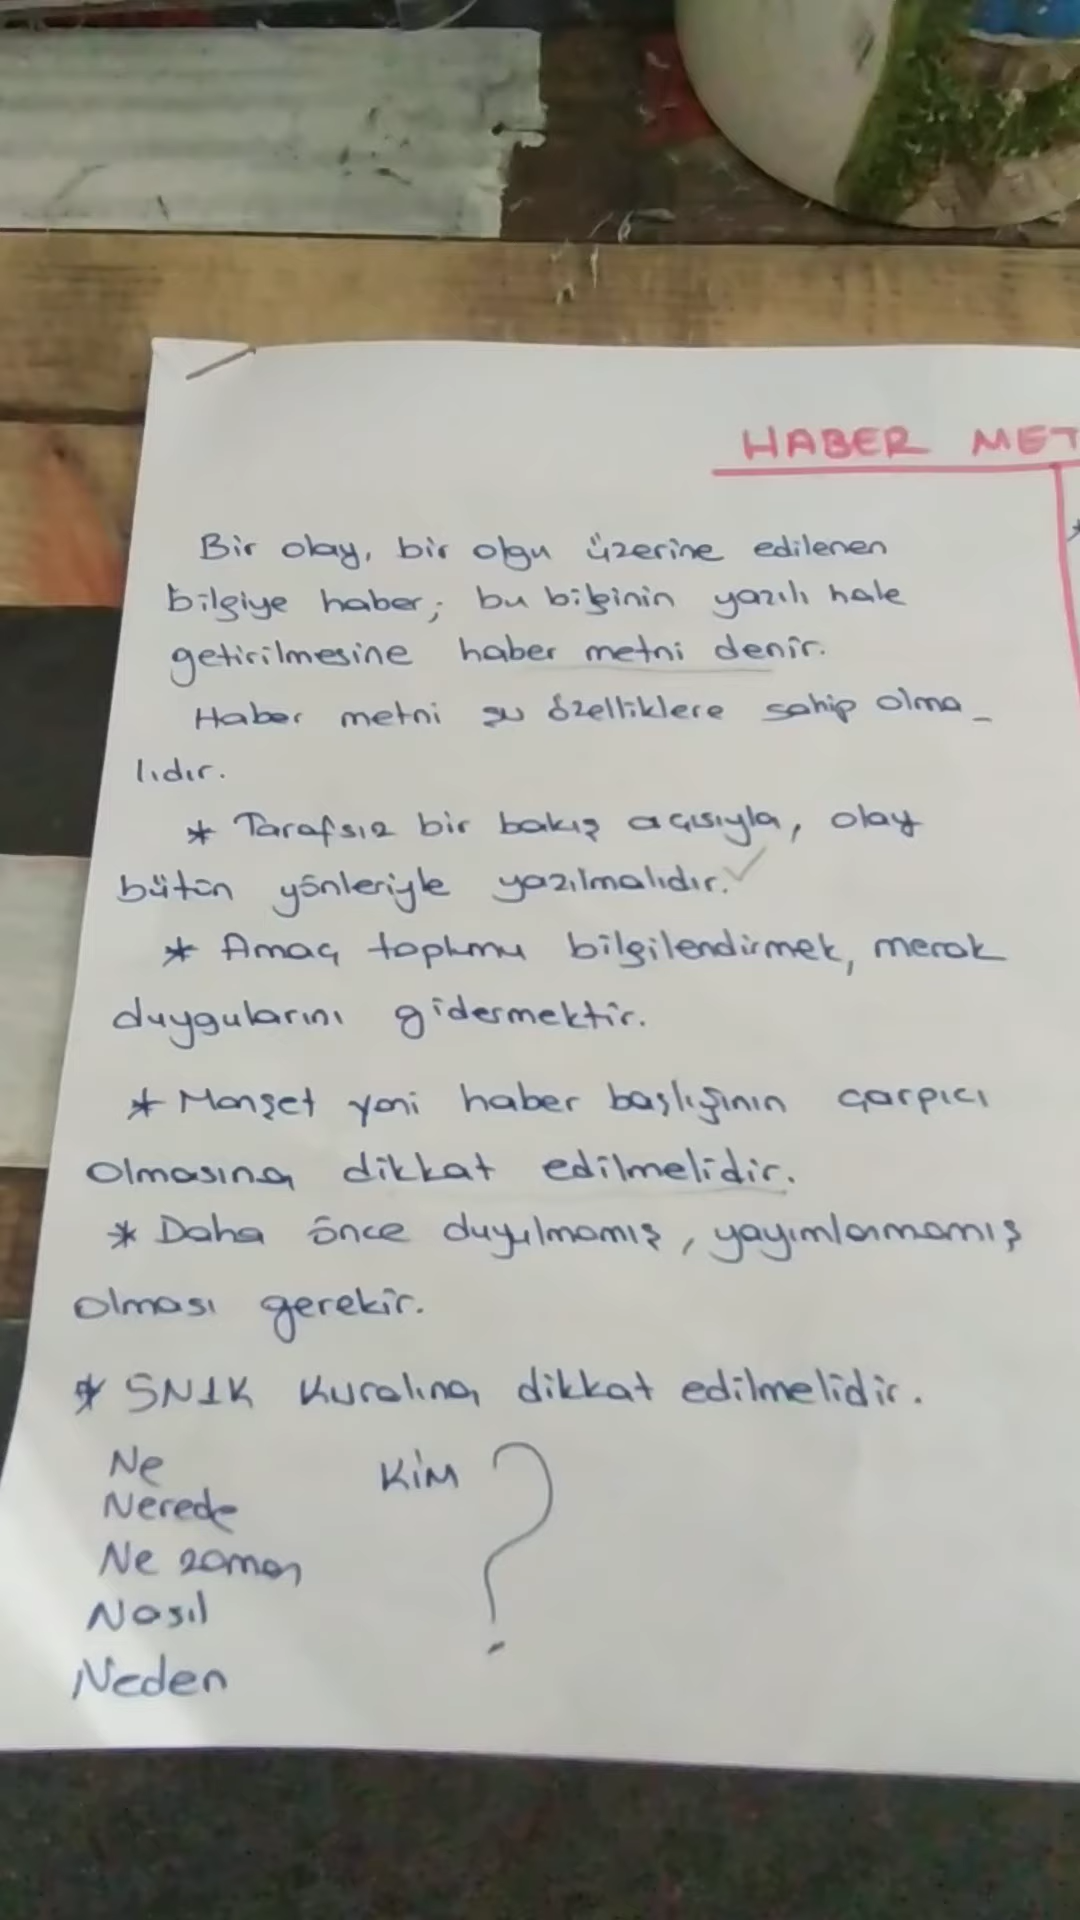 HABER MET
Bir olay, bir olgu üzerine edilenen
bilgiye haber; bu bilginin yazılı hale
getirilmesine haber metni denir.
Haber metni şu özelliklere sahip olma_
lıdır.
* Tarafsız bir bakış açısıyla, olay
bütün yönleriyle yazılmalıdır.✓
* Amaç toplumu bilgilendirmek, merak
duygularını gidermektir.
* Manşet yani haber başlığının çarpıcı
olmasına dikkat edilmelidir.
* Daha önce duyulmamış, yayımlanmamış
olması gerekir.
* 5N1K kuralına dikkat edilmelidir.
Ne KİM ?
Nerede
Ne zaman
Nasıl
Neden